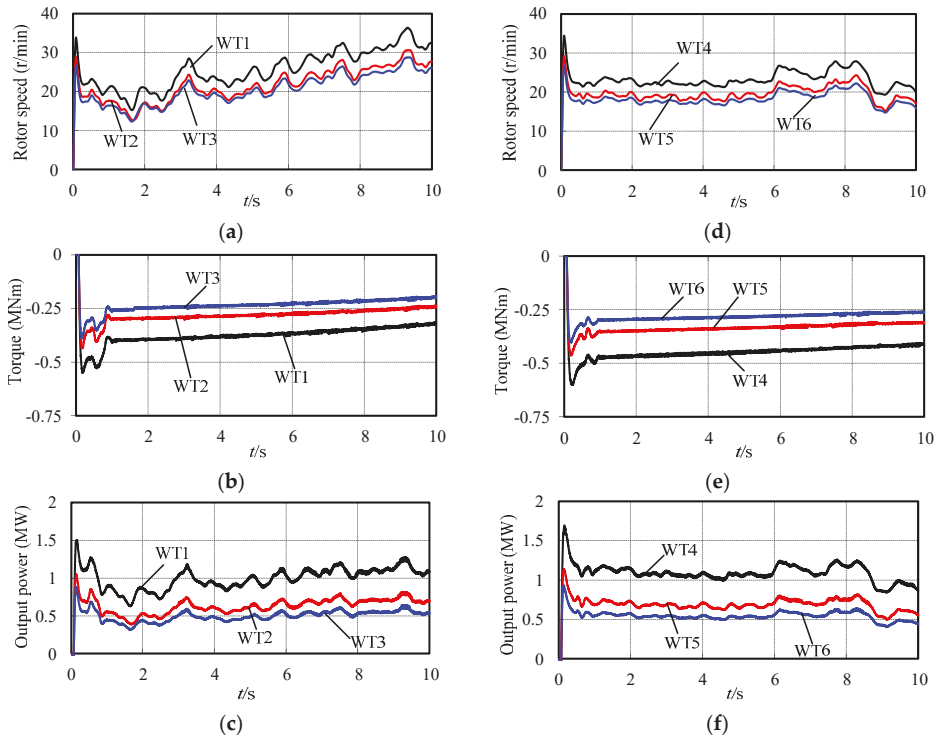 Rotor speed (r/min)
40
30
20
10
0
WT1
WT2
WT3
0 2 4 6 8 10
t/s
(a)
Rotor speed (r/min)
40
30
20
10
0
WT4
WT5
WT6
0 2 4 6 8 10
t/s
(d)
Torque (MNm)
0
-0.25
-0.5
-0.75
WT3
WT2
WT1
0 2 4 6 8 10
t/s
(b)
Torque (MNm)
0
-0.25
-0.5
-0.75
WT6
WT5
WT4
0 2 4 6 8 10
t/s
(e)
Output power (MW)
2
1.5
1
0.5
0
WT1
WT2
WT3
0 2 4 6 8 10
t/s
(c)
Output power (MW)
2
1.5
1
0.5
0
WT4
WT5
WT6
0 2 4 6 8 10
t/s
(f)